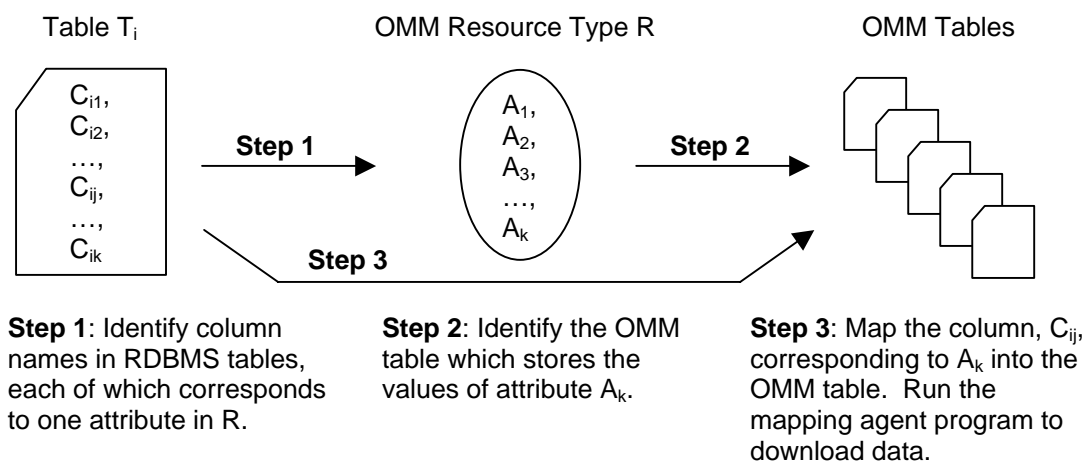 Table Ti
OMM Resource Type R
OMM Tables
Ci1,
Ci2,
…,
Cij,
…,
Cik
Step 1
A1,
A2,
A3,
…,
Ak
Step 2
Step 3
Step 1: Identify column
names in RDBMS tables,
each of which corresponds
to one attribute in R.
Step 2: Identify the OMM
table which stores the
values of attribute Ak.
Step 3: Map the column, Cij,
corresponding to Ak into the
OMM table.  Run the
mapping agent program to
download data.